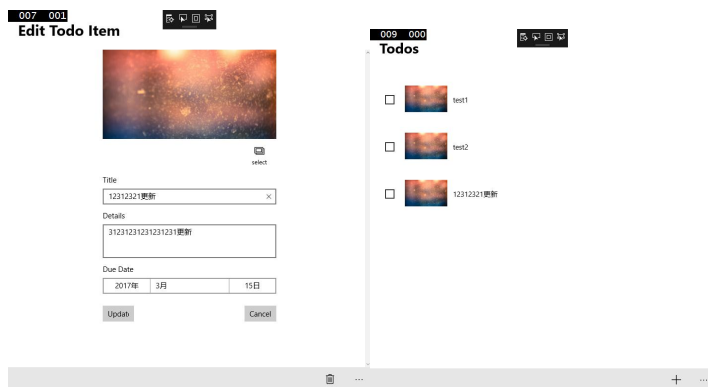 007 001
Edit Todo Item
select
Title
12312321更新
Details
31231231231231231更新
Due Date
2017年 3月 15日
Updat
Cancel
009 000
Todos
test1
test2
12312321更新